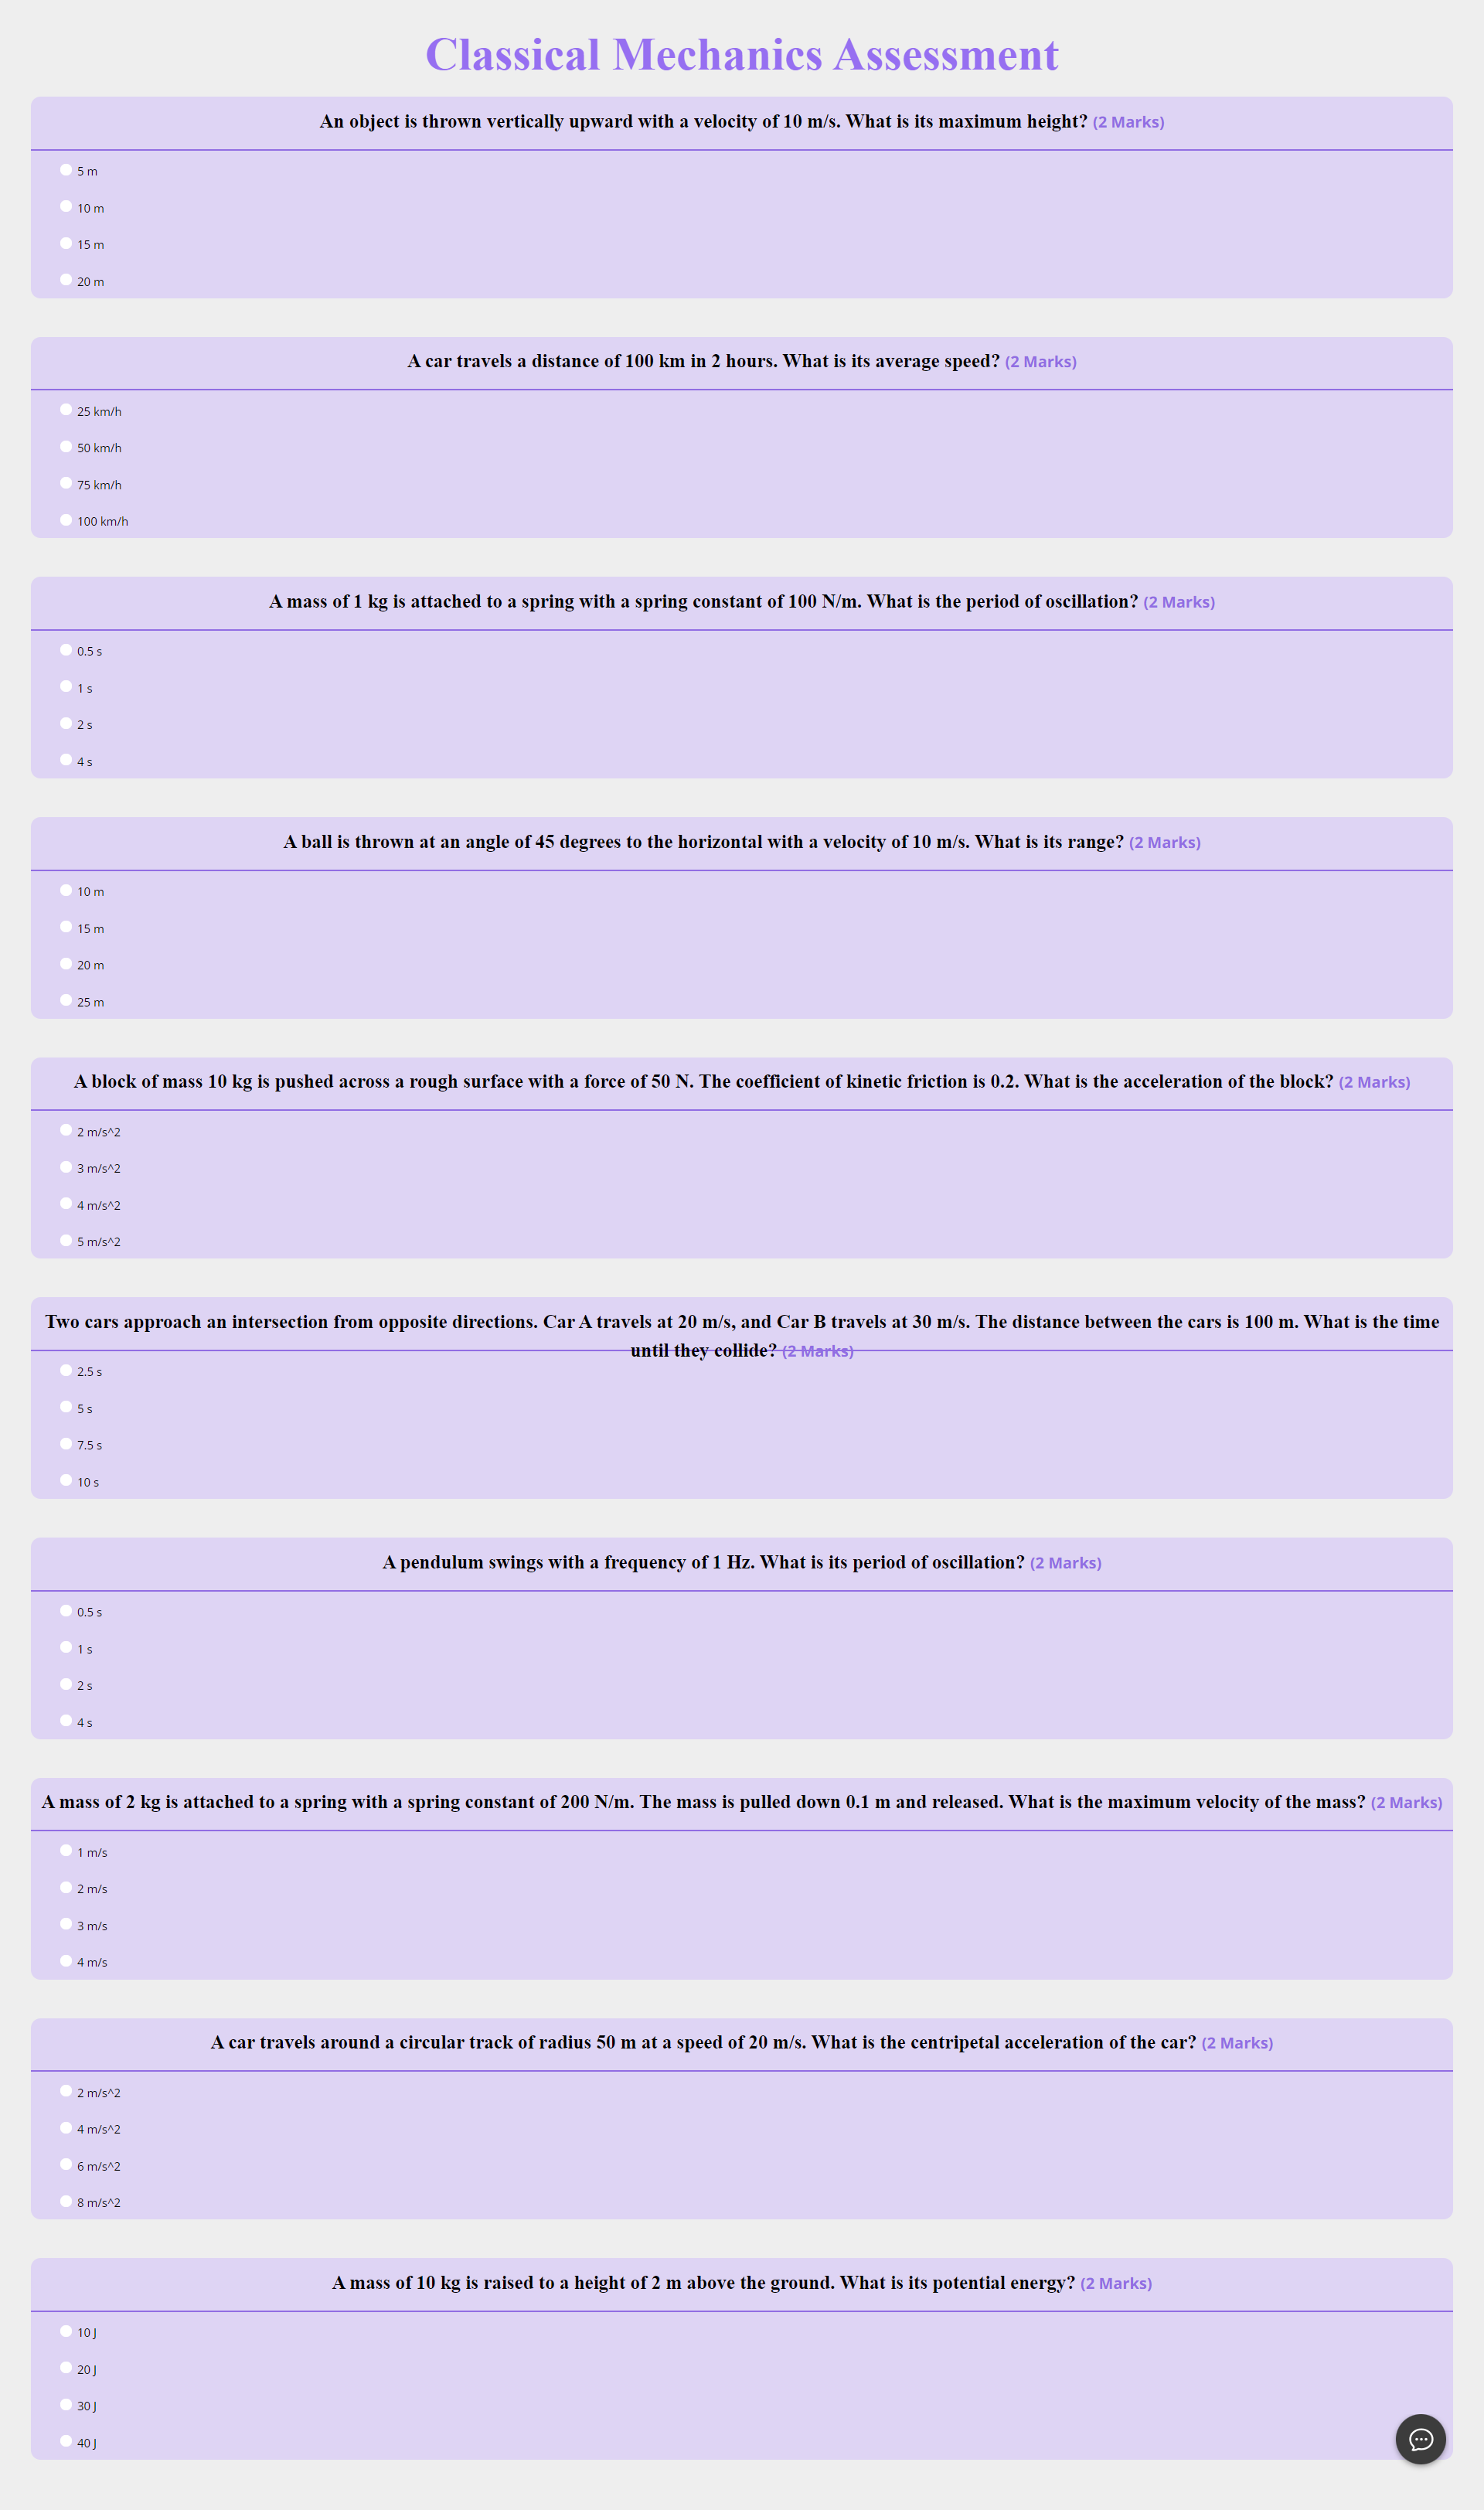 Classical Mechanics Assessment
An object is thrown vertically upward with a velocity of 10 m/s. What is its maximum height? (2 Marks)
5 m
10 m
15 m
20 m
A car travels a distance of 100 km in 2 hours. What is its average speed? (2 Marks)
25 km/h
50 km/h
75 km/h
100 km/h
A mass of 1 kg is attached to a spring with a spring constant of 100 N/m. What is the period of oscillation? (2 Marks)
0.5 s
1 s
2 s
4 s
A ball is thrown at an angle of 45 degrees to the horizontal with a velocity of 10 m/s. What is its range? (2 Marks)
10 m
15 m
20 m
25 m
A block of mass 10 kg is pushed across a rough surface with a force of 50 N. The coefficient of kinetic friction is 0.2. What is the acceleration of the block? (2 Marks)
2 m/s^2
3 m/s^2
4 m/s^2
5 m/s^2
Two cars approach an intersection from opposite directions. Car A travels at 20 m/s, and Car B travels at 30 m/s. The distance between the cars is 100 m. What is the time
until they collide? (2 Marks)
2.5 s
5 s
7.5 s
10 s
A pendulum swings with a frequency of 1 Hz. What is its period of oscillation? (2 Marks)
0.5 s
1 s
2 s
4 s
A mass of 2 kg is attached to a spring with a spring constant of 200 N/m. The mass is pulled down 0.1 m and released. What is the maximum velocity of the mass? (2 Marks)
1 m/s
2 m/s
3 m/s
4 m/s
A car travels around a circular track of radius 50 m at a speed of 20 m/s. What is the centripetal acceleration of the car? (2 Marks)
2 m/s^2
4 m/s^2
6 m/s^2
8 m/s^2
A mass of 10 kg is raised to a height of 2 m above the ground. What is its potential energy? (2 Marks)
10 J
20 J
30 J
40 J